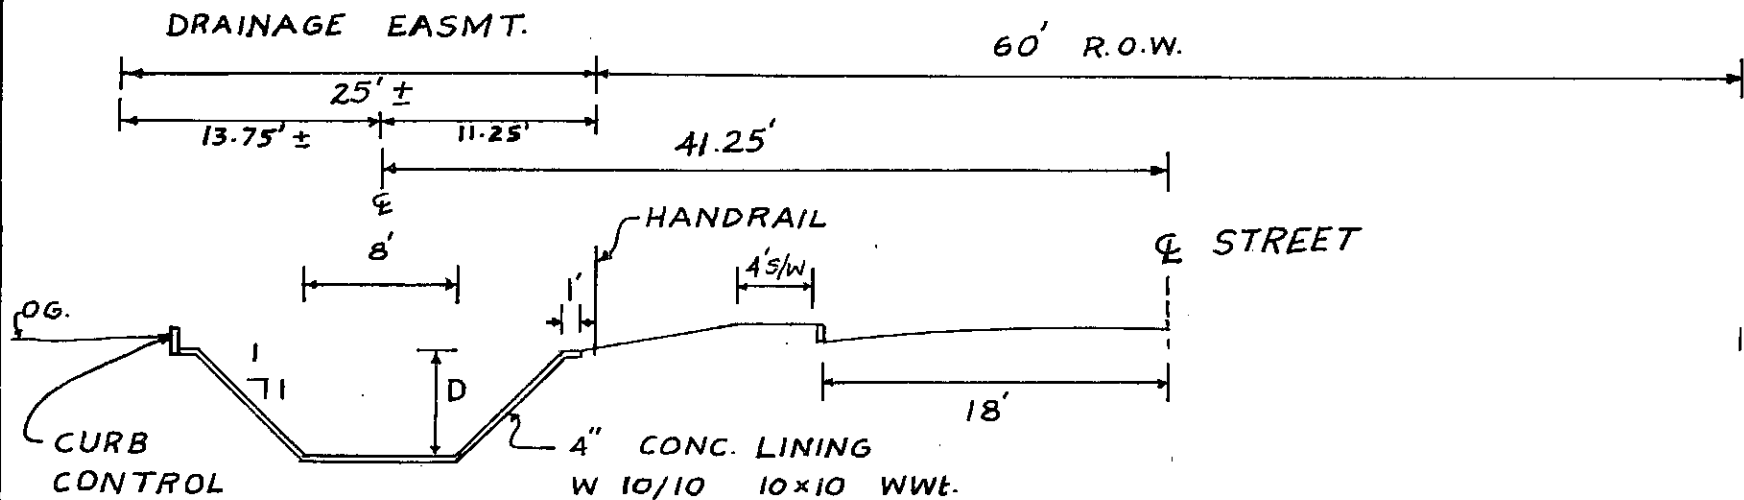 DRAINAGE EASMT.
60' R.O.W.
25' ±
13.75' ±
11.25'
41.25'
℄
HANDRAIL
8'
℄ STREET
4' S/W
1'
OG.
1
1
D
18'
CURB
CONTROL
4" CONC. LINING
W 10/10 10×10 WWt.